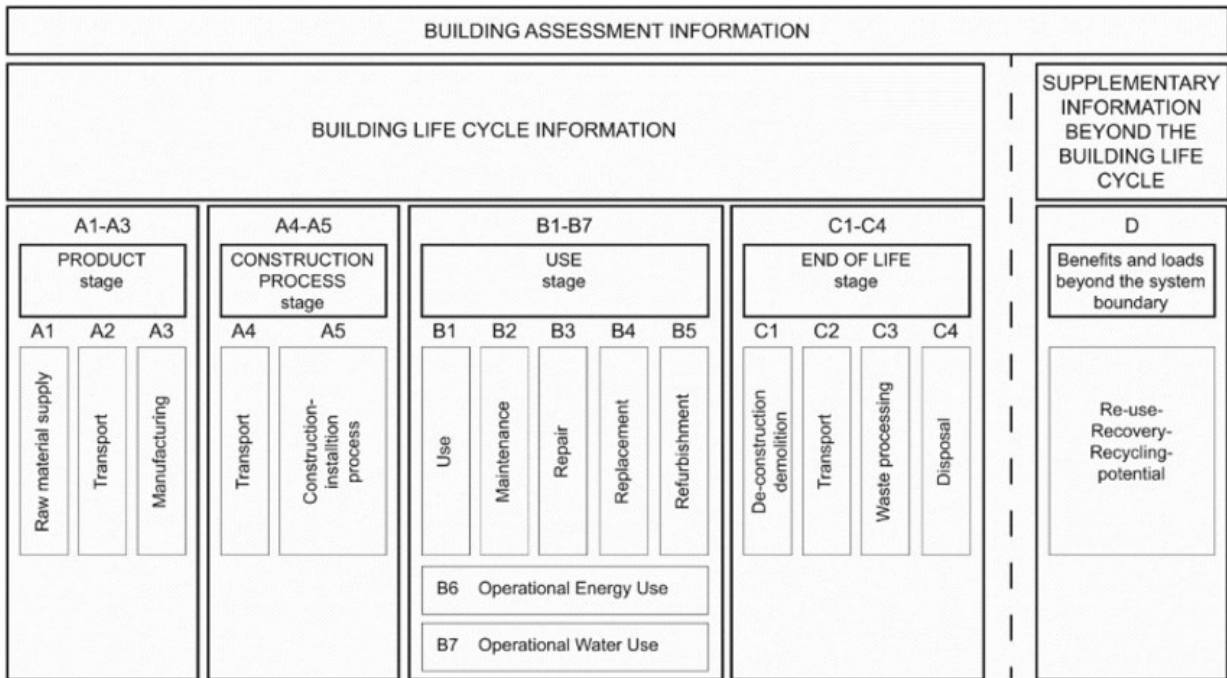 BUILDING ASSESSMENT INFORMATION
BUILDING LIFE CYCLE INFORMATION
SUPPLEMENTARY
INFORMATION
BEYOND THE
BUILDING LIFE
CYCLE
A1-A3
PRODUCT
stage
A1
A2
A3
Raw material supply
Transport
Manufacturing
A4-A5
CONSTRUCTION
PROCESS
stage
A4
A5
Transport
Construction-
installtion
process
B1-B7
USE
stage
B1
B2
B3
B4
B5
Use
Maintenance
Repair
Replacement
Refurbishment
B6 Operational Energy Use
B7 Operational Water Use
C1-C4
END OF LIFE
stage
C1
C2
C3
C4
De-construction
demolition
Transport
Waste processing
Disposal
D
Benefits and loads
beyond the system
boundary
Re-use-
Recovery-
Recycling-
potential